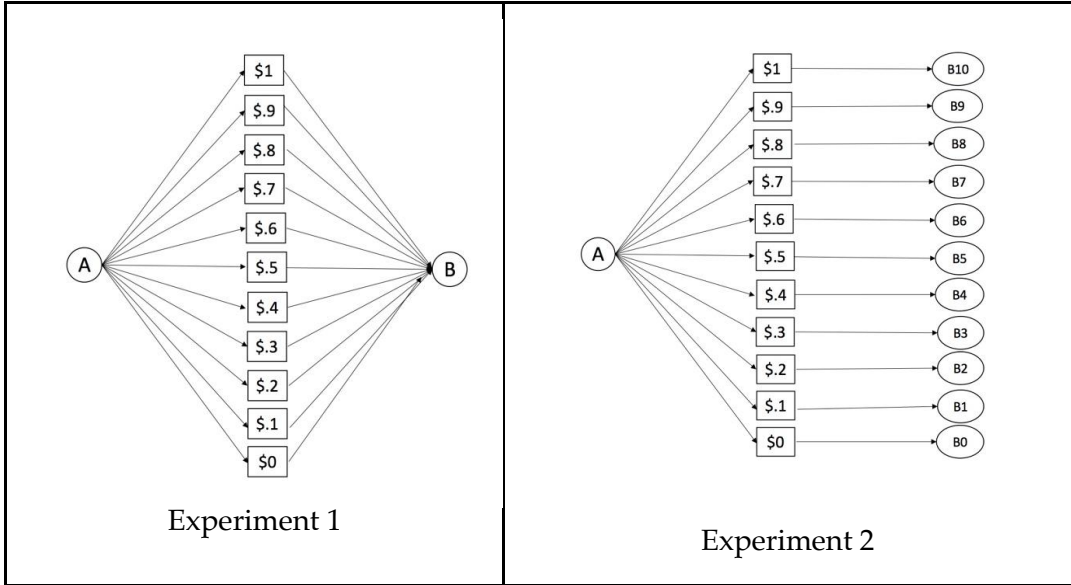 $1
$.9
$.8
$.7
$.6
A
$.5
B
$.4
$.3
$.2
$.1
$0
Experiment 1
$1
B10
$.9
B9
$.8
B8
$.7
B7
$.6
B6
A
$.5
B5
$.4
B4
$.3
B3
$.2
B2
$.1
B1
$0
B0
Experiment 2